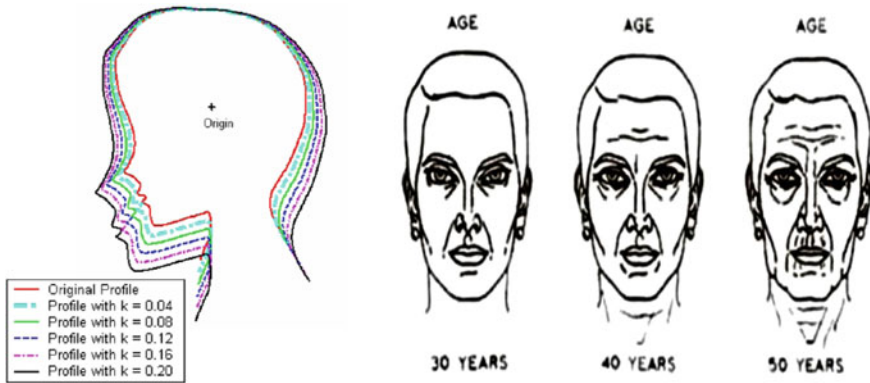 Origin
Original Profile
Profile with k = 0.04
Profile with k = 0.08
Profile with k = 0.12
Profile with k = 0.16
Profile with k = 0.20
AGE
AGE
AGE
30 YEARS
40 YEARS
50 YEARS